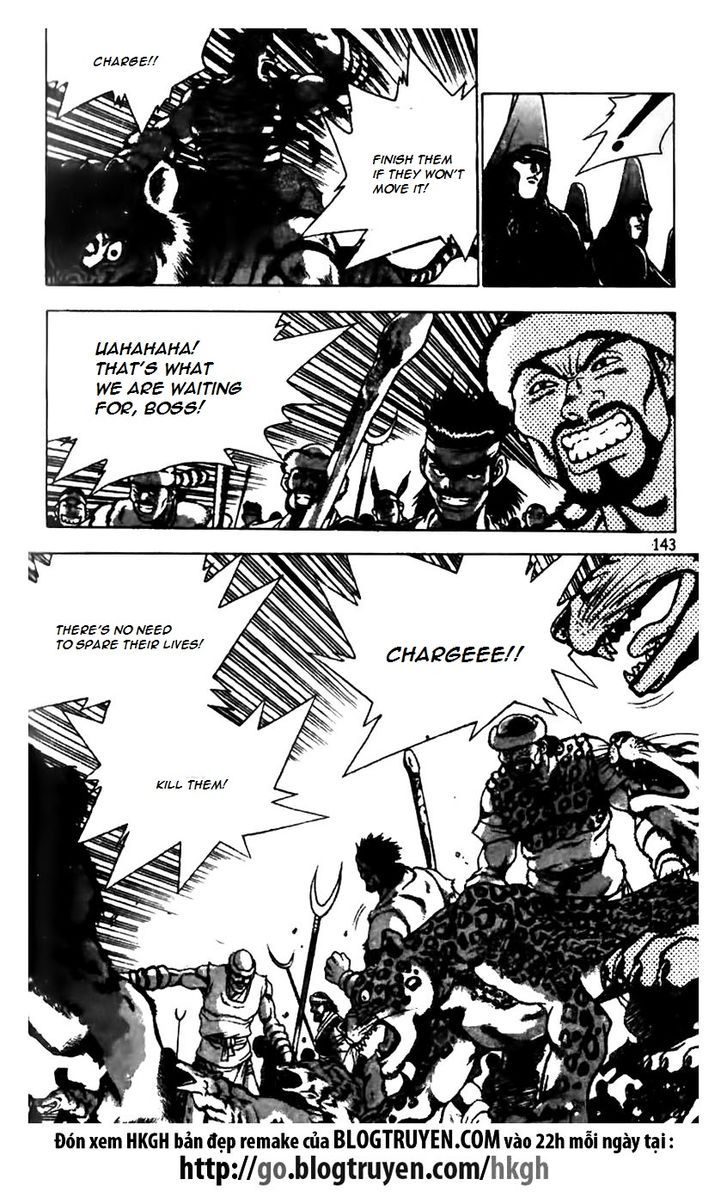 CHARGE!!
FINISH THEM
IF THEY WON'T
MOVE IT!
!
UAHAHAHA!
THAT'S WHAT
WE ARE WAITING
FOR, BOSS!
143
THERE'S NO NEED
TO SPARE THEIR LIVES!
CHARGEEE!!
KILL THEM!
Đón xem HKGH bản đẹp remake của BLOGTRUYEN.COM vào 22h mỗi ngày tại :
http://go.blogtruyen.com/hkgh